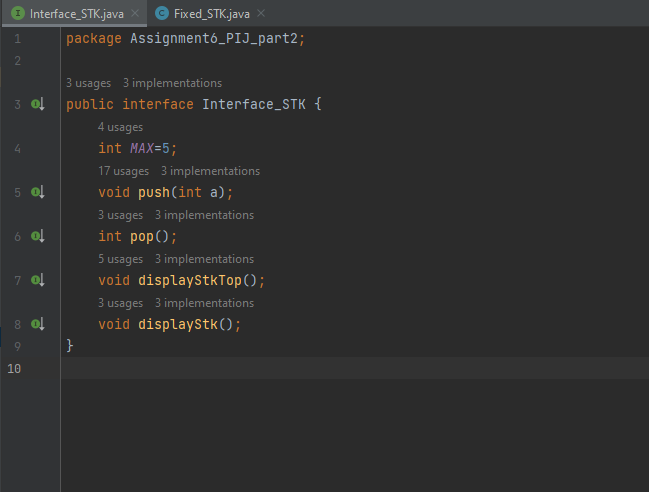 Interface_STK.java Fixed_STK.java
1 package Assignment6_PIJ_part2;
2
3 usages 3 implementations
3 public interface Interface_STK {
4 usages
4 int MAX=5;
17 usages 3 implementations
5 void push(int a);
3 usages 3 implementations
6 int pop();
5 usages 3 implementations
7 void displayStkTop();
3 usages 3 implementations
8 void displayStk();
9 }
10